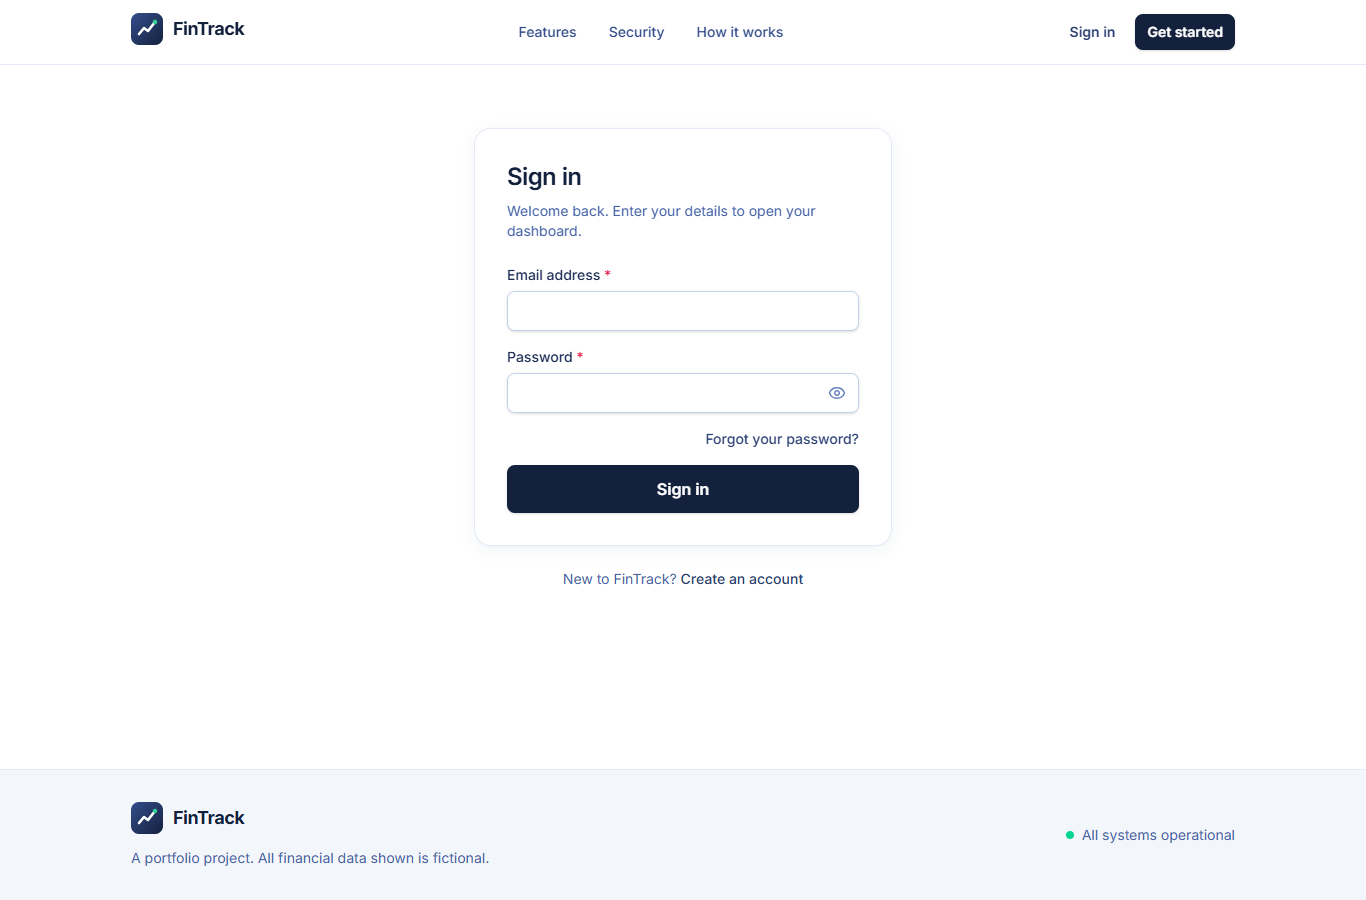 FinTrack
Features
Security
How it works
Sign in
Get started
Sign in
Welcome back. Enter your details to open your
dashboard.
Email address *
Password *
Forgot your password?
Sign in
New to FinTrack? Create an account
FinTrack
A portfolio project. All financial data shown is fictional.
All systems operational